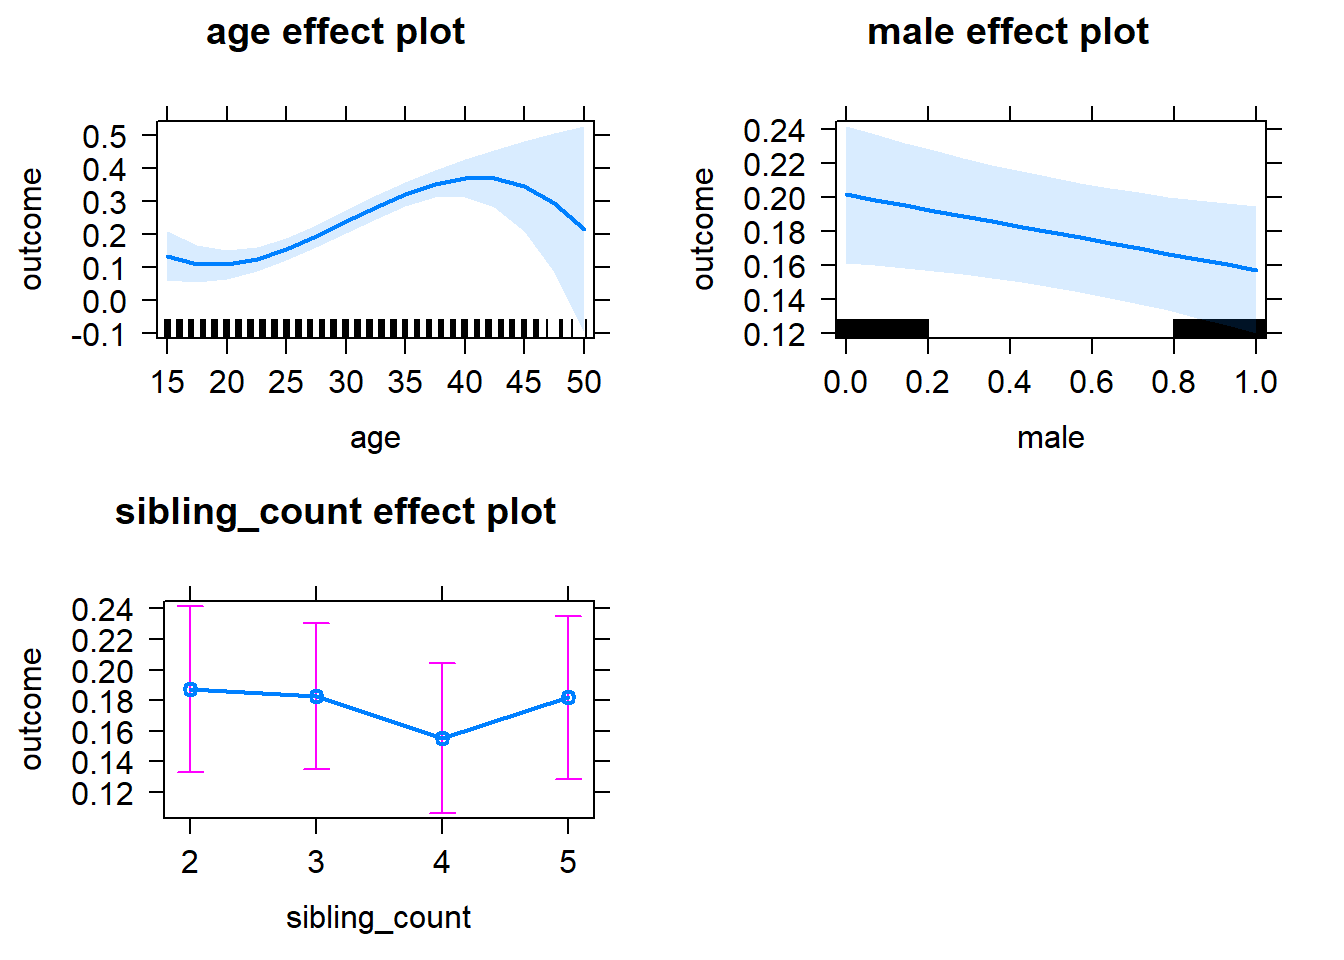 age effect plot
outcome
0.5
0.4
0.3
0.2
0.1
0.0
-0.1
15 20 25 30 35 40 45 50
age
male effect plot
outcome
0.24
0.22
0.20
0.18
0.16
0.14
0.12
0.0 0.2 0.4 0.6 0.8 1.0
male
sibling_count effect plot
outcome
0.24
0.22
0.20
0.18
0.16
0.14
0.12
2 3 4 5
sibling_count